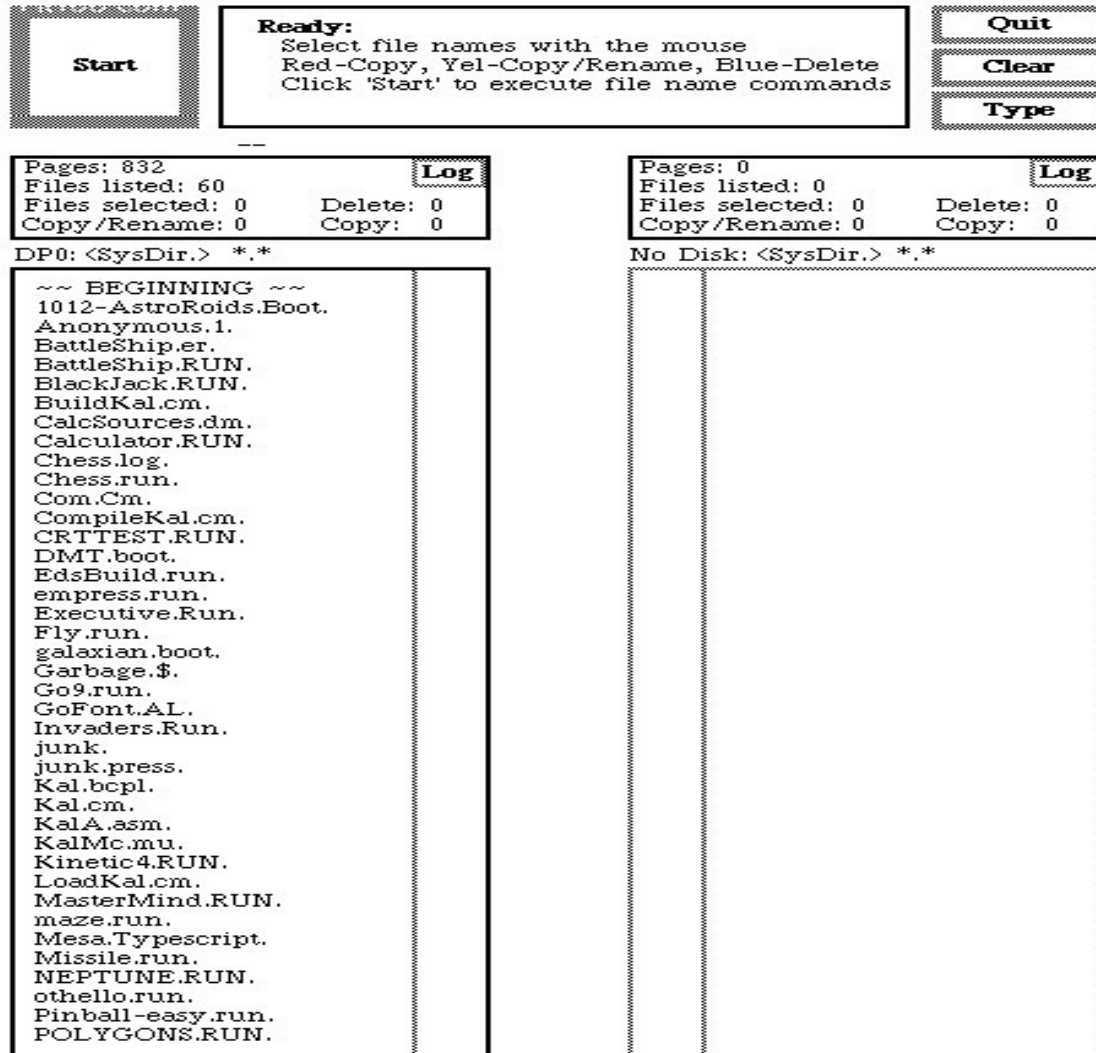 Start
Ready:
Select file names with the mouse
Red-Copy, Yel-Copy/Rename, Blue-Delete
Click 'Start' to execute file name commands
Quit
Clear
Type
Pages: 832
Log
Files listed: 60
Files selected: 0 Delete: 0
Copy/Rename: 0 Copy: 0
DP0: <SysDir.> *.*
~~ BEGINNING ~~
1012-AstroRoids.Boot.
Anonymous.1.
BattleShip.er.
BattleShip.RUN.
BlackJack.RUN.
BuildKal.cm.
CalcSources.dm.
Calculator.RUN.
Chess.log.
Chess.run.
Com.Cm.
CompileKal.cm.
CRTTEST.RUN.
DMT.boot.
EdsBuild.run.
empress.run.
Executive.Run.
Fly.run.
galaxian.boot.
Garbage.$.
Go9.run.
GoFont.AL.
Invaders.Run.
junk.
junk.press.
Kal.bcpl.
Kal.cm.
KalA.asm.
KalMc.mu.
Kinetic4.RUN.
LoadKal.cm.
MasterMind.RUN.
maze.run.
Mesa.Typescript.
Missile.run.
NEPTUNE.RUN.
othello.run.
Pinball-easy.run.
POLYGONS.RUN.
Pages: 0
Log
Files listed: 0
Files selected: 0 Delete: 0
Copy/Rename: 0 Copy: 0
No Disk: <SysDir.> *.*